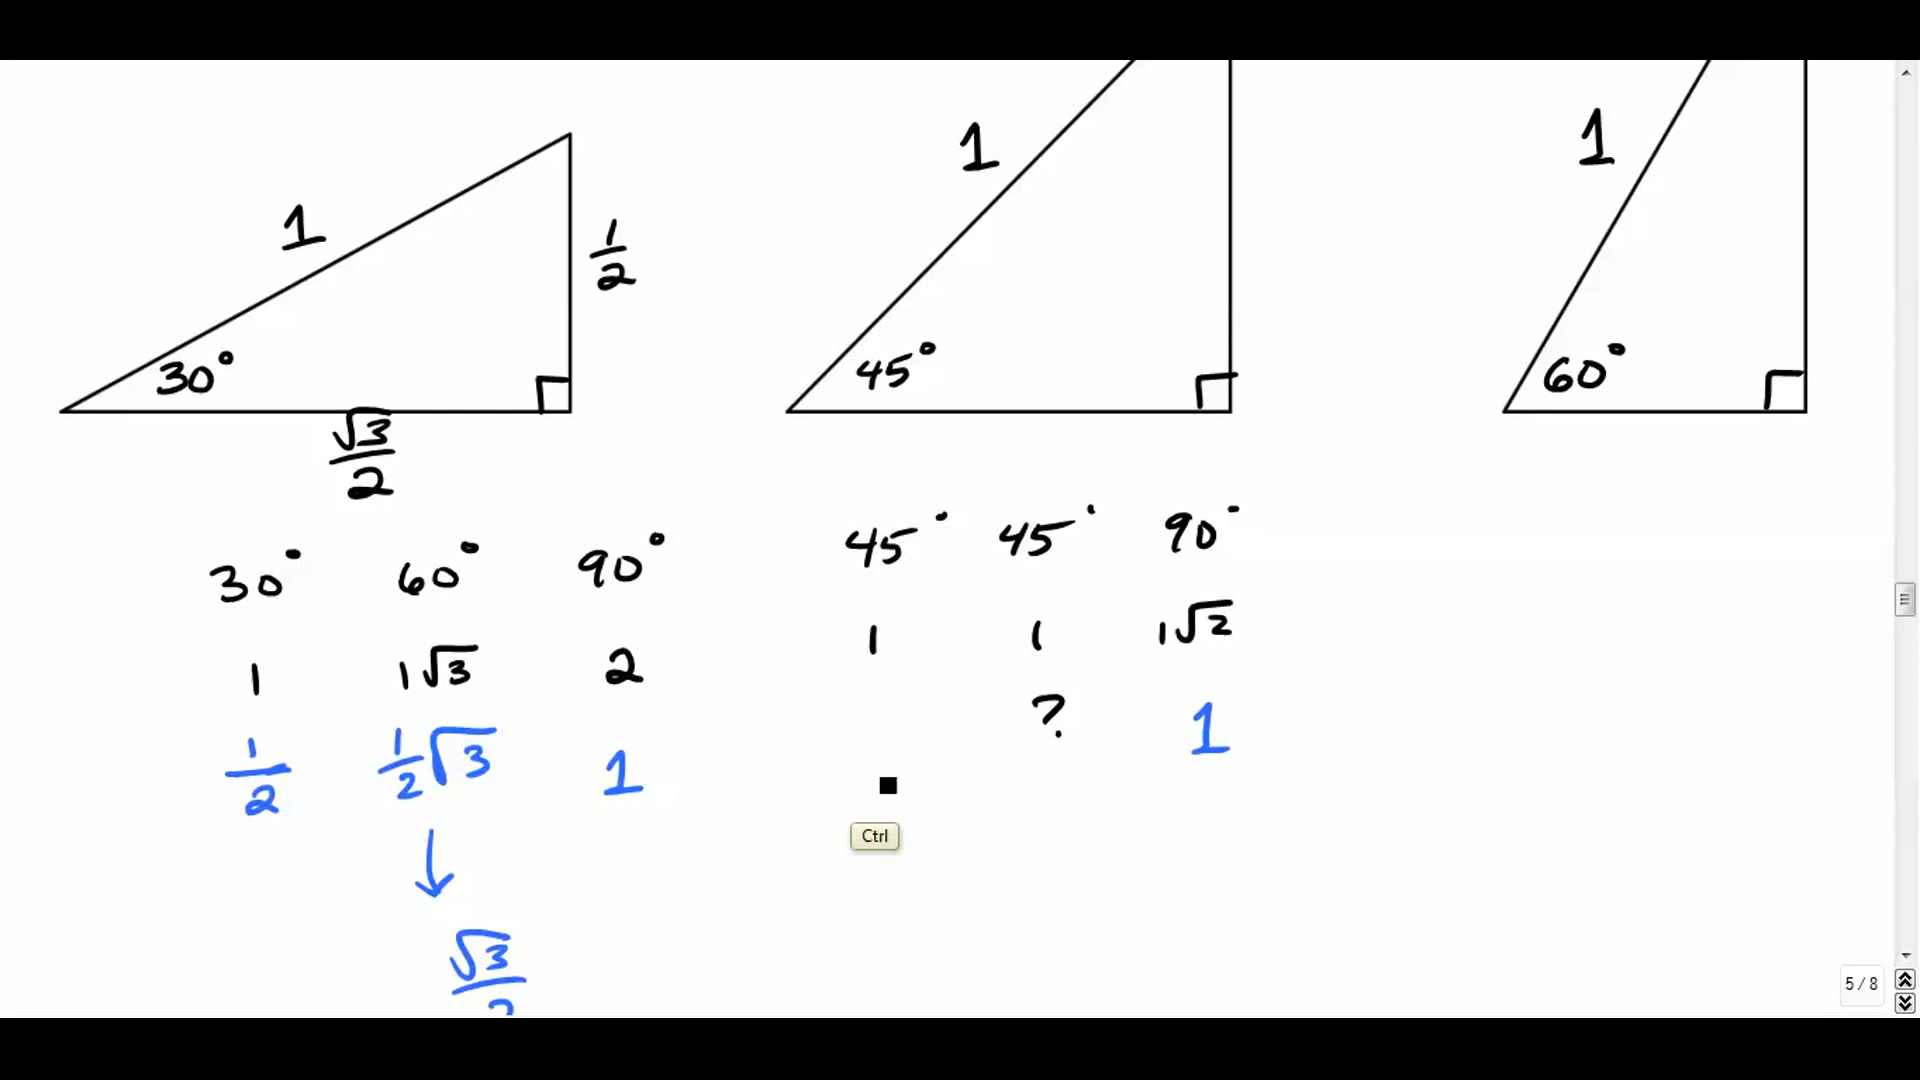 1
1
1
1/2
30°
45°
60°
√3/2
30° 60° 90°
45° 45° 90°
1 1√3 2
1 1 1√2
1/2 1/2√3 1
? 1
Ctrl
√3/2
5 / 8